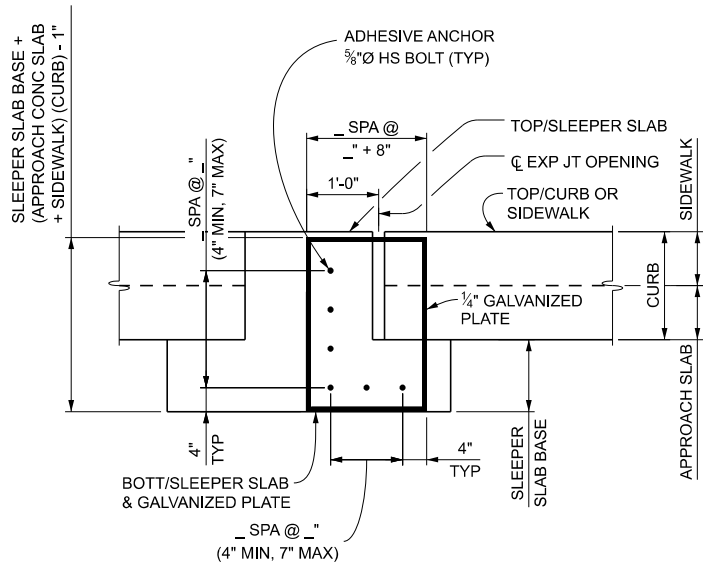 ADHESIVE ANCHOR
⅝"Ø HS BOLT (TYP)
SLEEPER SLAB BASE +
(APPROACH CONC SLAB
+ SIDEWALK) (CURB) - 1"
_ SPA @ _"
(4" MIN, 7" MAX)
_ SPA @
_" + 8"
1'-0"
TOP/SLEEPER SLAB
℄ EXP JT OPENING
TOP/CURB OR
SIDEWALK
SIDEWALK
CURB
APPROACH SLAB
¼" GALVANIZED
PLATE
4"
TYP
BOTT/SLEEPER SLAB
& GALVANIZED PLATE
4"
TYP
SLEEPER
SLAB BASE
_ SPA @ _"
(4" MIN, 7" MAX)